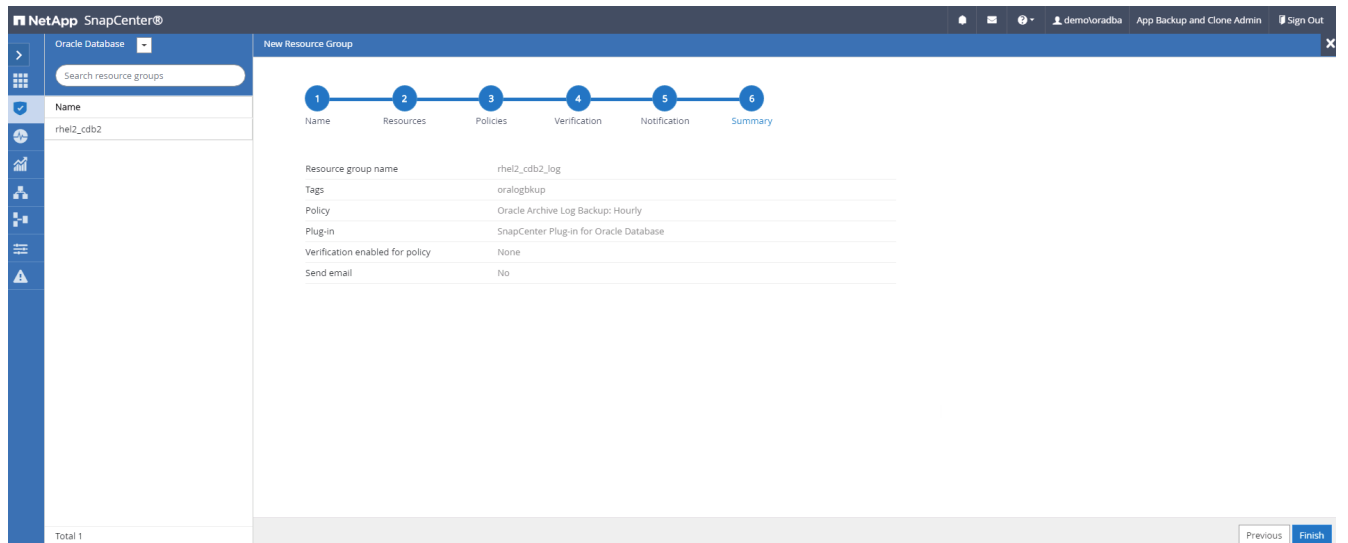 NetApp SnapCenter®
demo\oradba App Backup and Clone Admin Sign Out
Oracle Database
New Resource Group
Search resource groups
Name
rhel2_cdb2
1 2 3 4 5 6
Name Resources Policies Verification Notification Summary
Resource group name rhel2_cdb2_log
Tags oralogbkup
Policy Oracle Archive Log Backup: Hourly
Plug-in SnapCenter Plug-in for Oracle Database
Verification enabled for policy None
Send email No
Total 1
Previous Finish